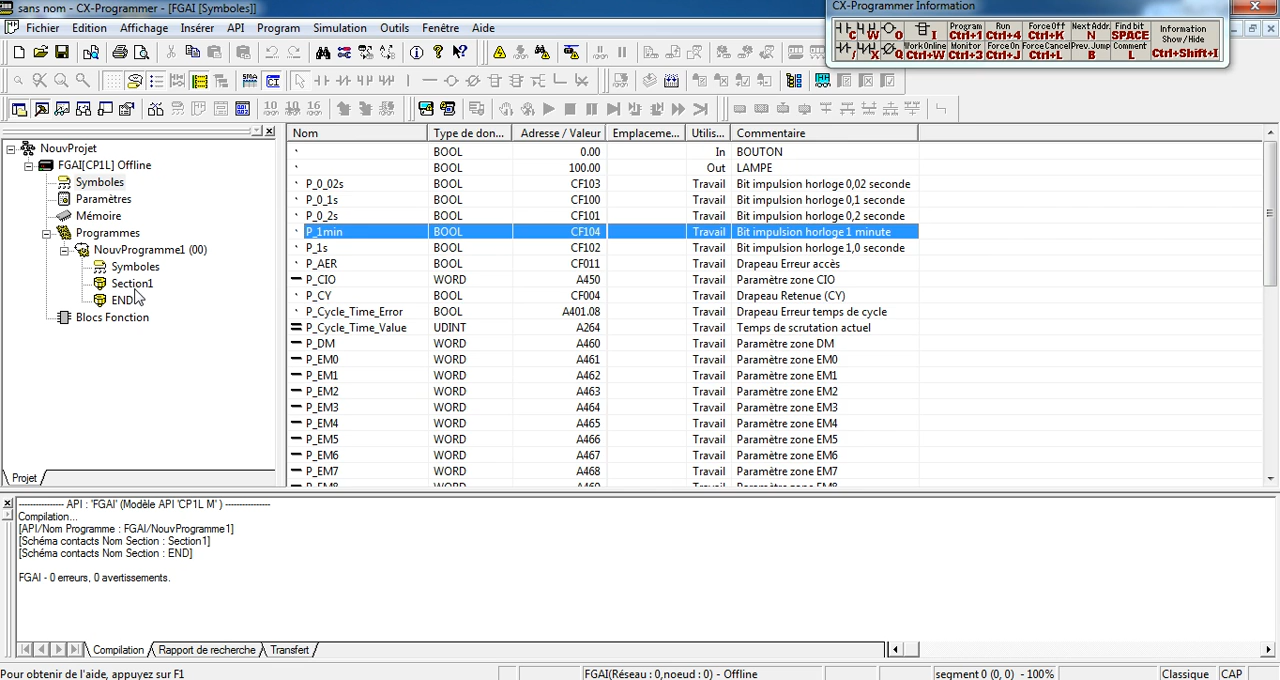 sans nom - CX-Programmer - [FGAI [Symboles]]
CX-Programmer Information
Fichier Edition Affichage Insérer API Program Simulation Outils Fenêtre Aide
C W O I Program Ctrl+2 Run Ctrl+4 ForceOff Ctrl+K Next Addr. N Find bit SPACE Information Show/Hide Ctrl+Shift+I
/ X Q Work Online Ctrl+W Monitor Ctrl+3 Force On Ctrl+J ForceCancel Ctrl+L Prev. Jump B Comment L
NouvProjet
FGAI[CP1L] Offline
Symboles
Paramètres
Mémoire
Programmes
NouvProgramme1 (00)
Symboles
Section1
END
Blocs Fonction
Projet
Nom Type de don... Adresse / Valeur Emplaceme... Utilis... Commentaire
BOOL 0.00 In BOUTON
BOOL 100.00 Out LAMPE
P_0_02s BOOL CF103 Travail Bit impulsion horloge 0,02 seconde
P_0_1s BOOL CF100 Travail Bit impulsion horloge 0,1 seconde
P_0_2s BOOL CF101 Travail Bit impulsion horloge 0,2 seconde
P_1min BOOL CF104 Travail Bit impulsion horloge 1 minute
P_1s BOOL CF102 Travail Bit impulsion horloge 1,0 seconde
P_AER BOOL CF011 Travail Drapeau Erreur accès
P_CIO WORD A450 Travail Paramètre zone CIO
P_CY BOOL CF004 Travail Drapeau Retenue (CY)
P_Cycle_Time_Error BOOL A401.08 Travail Drapeau Erreur temps de cycle
P_Cycle_Time_Value UDINT A264 Travail Temps de scrutation actuel
P_DM WORD A460 Travail Paramètre zone DM
P_EM0 WORD A461 Travail Paramètre zone EM0
P_EM1 WORD A462 Travail Paramètre zone EM1
P_EM2 WORD A463 Travail Paramètre zone EM2
P_EM3 WORD A464 Travail Paramètre zone EM3
P_EM4 WORD A465 Travail Paramètre zone EM4
P_EM5 WORD A466 Travail Paramètre zone EM5
P_EM6 WORD A467 Travail Paramètre zone EM6
P_EM7 WORD A468 Travail Paramètre zone EM7
---------------- API : 'FGAI' (Modèle API 'CP1L M' ) ----------------
Compilation...
[API/Nom Programme : FGAI/NouvProgramme1]
[Schéma contacts Nom Section : Section1]
[Schéma contacts Nom Section : END]
FGAI - 0 erreurs, 0 avertissements.
Compilation Rapport de recherche Transfert
Pour obtenir de l'aide, appuyez sur F1 FGAI(Réseau : 0,noeud : 0) - Offline segment 0 (0, 0) - 100% Classique CAP